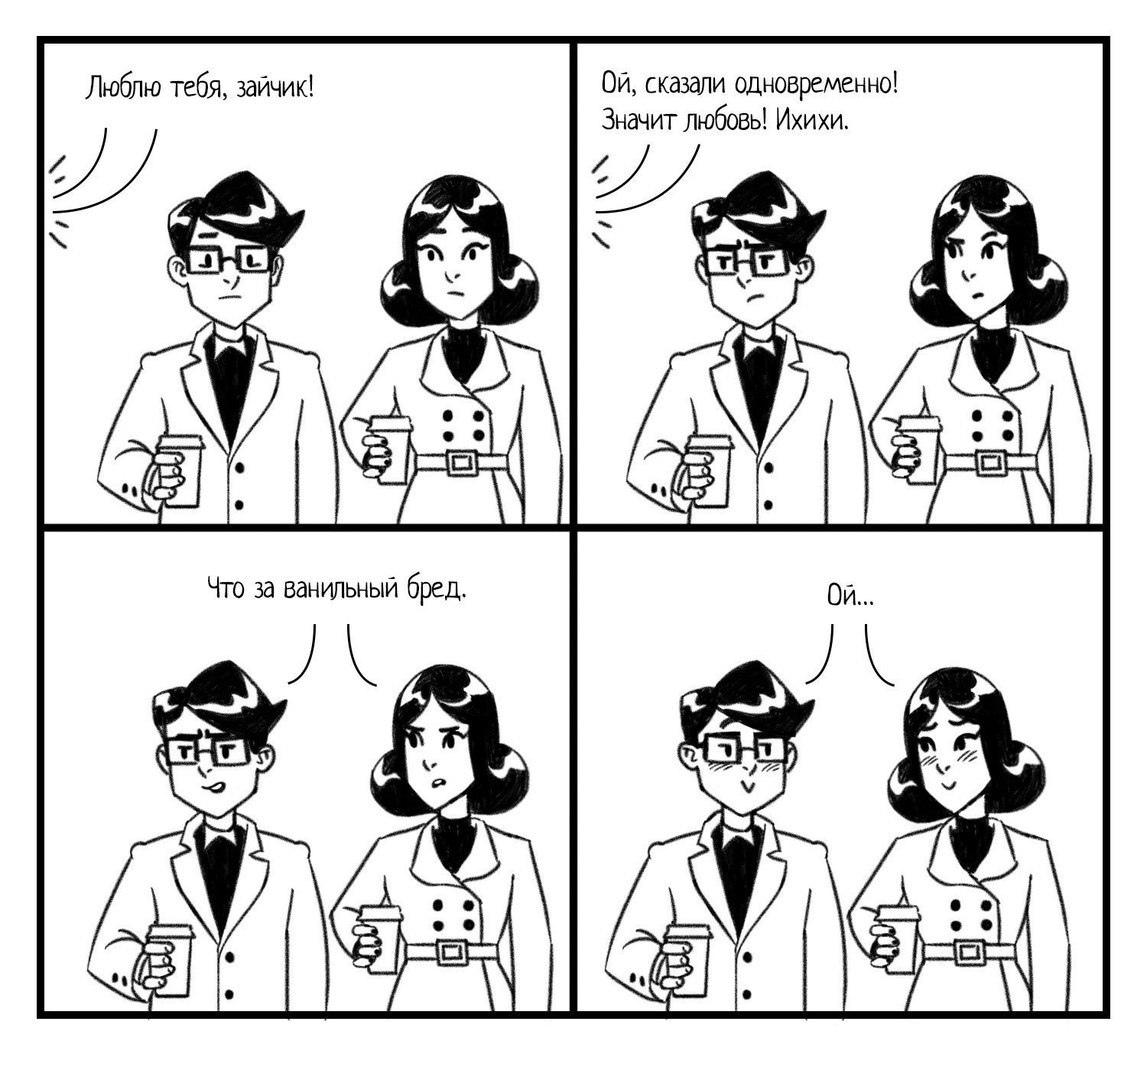 Люблю тебя, зайчик!
Ой, сказали одновременно!
Значит любовь! Ихихи.
Что за ванильный бред.
Ой...